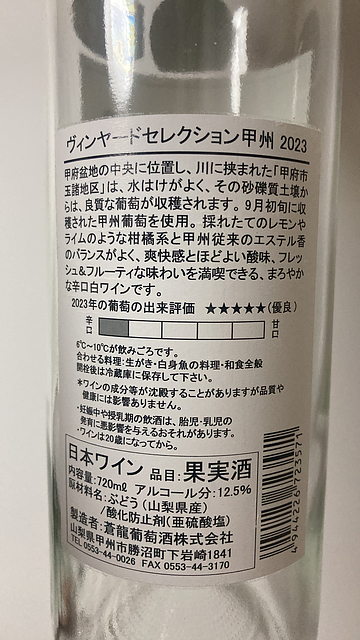 ヴィンヤードセレクション甲州 2023
甲府盆地の中央に位置し、川に挟まれた「甲府市
玉諸地区」は、水はけがよく、その砂礫質土壌か
らは、良質な葡萄が収穫されます。9月初旬に収
穫された甲州葡萄を使用。採れたてのレモンや
ライムのような柑橘系と甲州従来のエステル香
のバランスがよく、爽快感とほどよい酸味、フレッ
シュ&フルーティな味わいを満喫できる、まろやか
な辛口白ワインです。
2023年の葡萄の出来評価 ★★★★★(優良)
辛口 甘口
6℃~10℃が飲みごろです。
合わせる料理:生がき・白身魚の料理・和食全般
開栓後は冷蔵庫に保存して下さい。
*ワインの成分等が沈殿することがありますが品質や
健康には影響ありません。
・妊娠中や授乳期の飲酒は、胎児・乳児の
発育に悪影響を与えるおそれがあります。
・ワインは20歳になってから。
日本ワイン 品目:果実酒
内容量:720mℓ アルコール分:12.5%
原材料名:ぶどう(山梨県産)
/酸化防止剤(亜硫酸塩)
製造者:蒼龍葡萄酒株式会社
山梨県甲州市勝沼町下岩崎1841
TEL 0553-44-0026 FAX 0553-44-3170
4944226723571